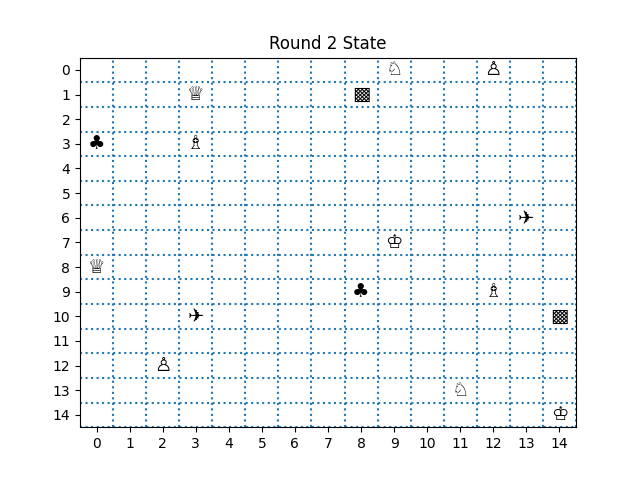 Round 2 State
0 ♘ ♙
1 ♕ ▩
2
3 ♣ ♗
4
5
6 ✈
7 ♔
8 ♕
9 ♣ ♗
10 ✈ ▩
11
12 ♙
13 ♘
14 ♔
0 1 2 3 4 5 6 7 8 9 10 11 12 13 14